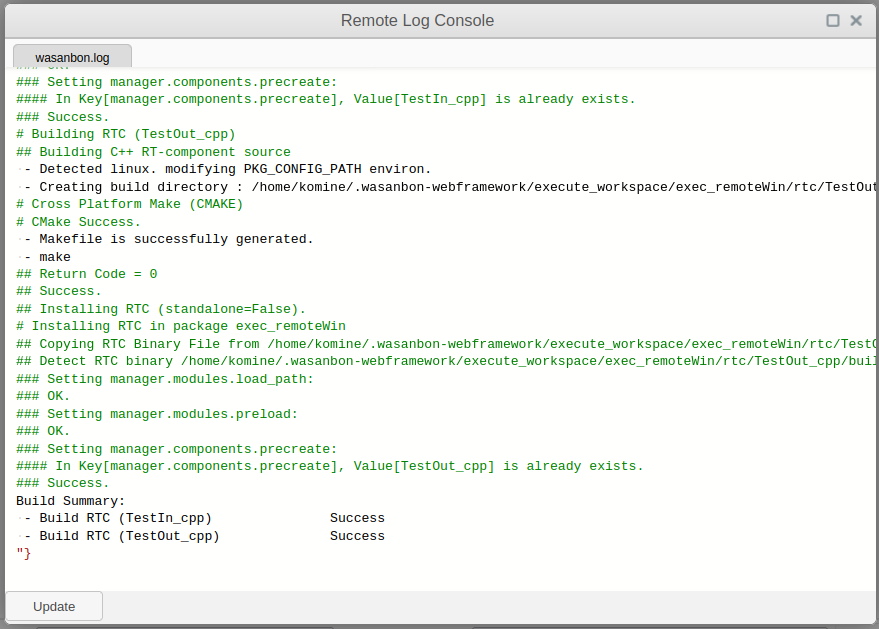 Remote Log Console
wasanbon.log
### Setting manager.components.precreate:
#### In Key[manager.components.precreate], Value[TestIn_cpp] is already exists.
### Success.
# Building RTC (TestOut_cpp)
## Building C++ RT-component source
- Detected linux. modifying PKG_CONFIG_PATH environ.
- Creating build directory : /home/komine/.wasanbon-webframework/execute_workspace/exec_remoteWin/rtc/TestOut
# Cross Platform Make (CMAKE)
# CMake Success.
- Makefile is successfully generated.
- make
## Return Code = 0
## Success.
## Installing RTC (standalone=False).
# Installing RTC in package exec_remoteWin
## Copying RTC Binary File from /home/komine/.wasanbon-webframework/execute_workspace/exec_remoteWin/rtc/TestO
## Detect RTC binary /home/komine/.wasanbon-webframework/execute_workspace/exec_remoteWin/rtc/TestOut_cpp/buil
### Setting manager.modules.load_path:
### OK.
### Setting manager.modules.preload:
### OK.
### Setting manager.components.precreate:
#### In Key[manager.components.precreate], Value[TestOut_cpp] is already exists.
### Success.
Build Summary:
- Build RTC (TestIn_cpp) Success
- Build RTC (TestOut_cpp) Success
"}
Update